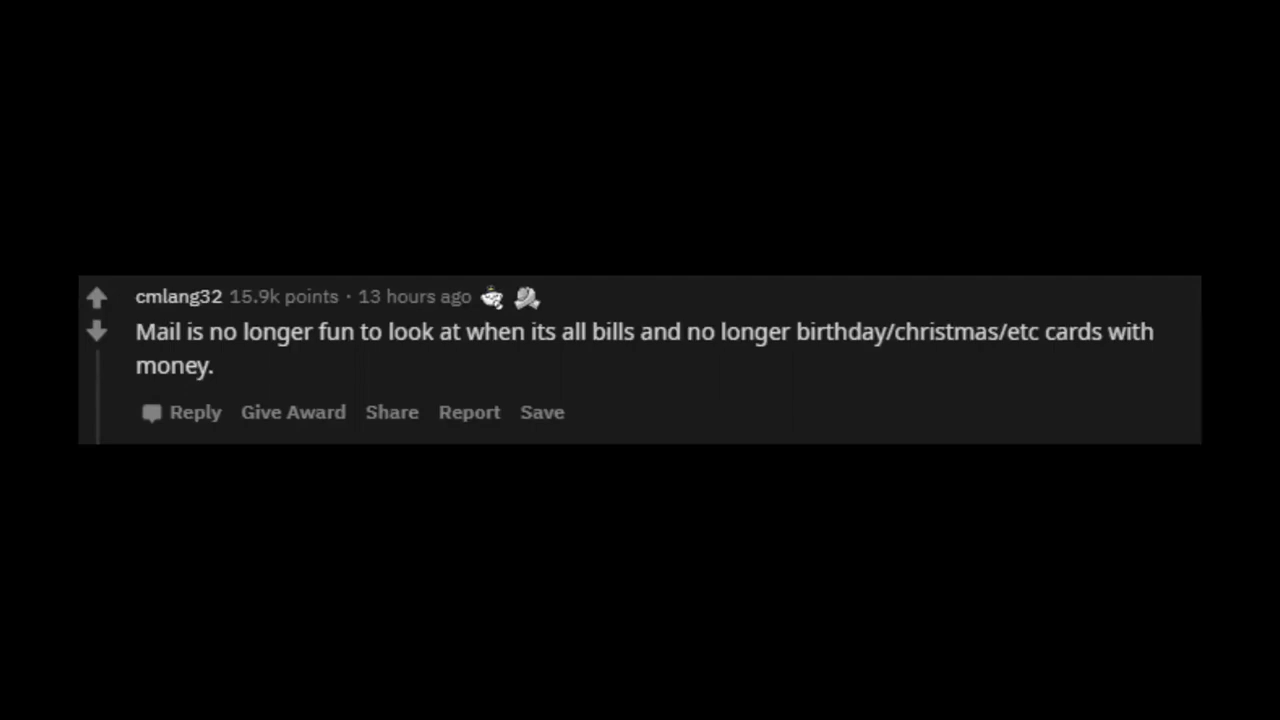 cmlang32 15.9k points · 13 hours ago
Mail is no longer fun to look at when its all bills and no longer birthday/christmas/etc cards with
money.
Reply Give Award Share Report Save